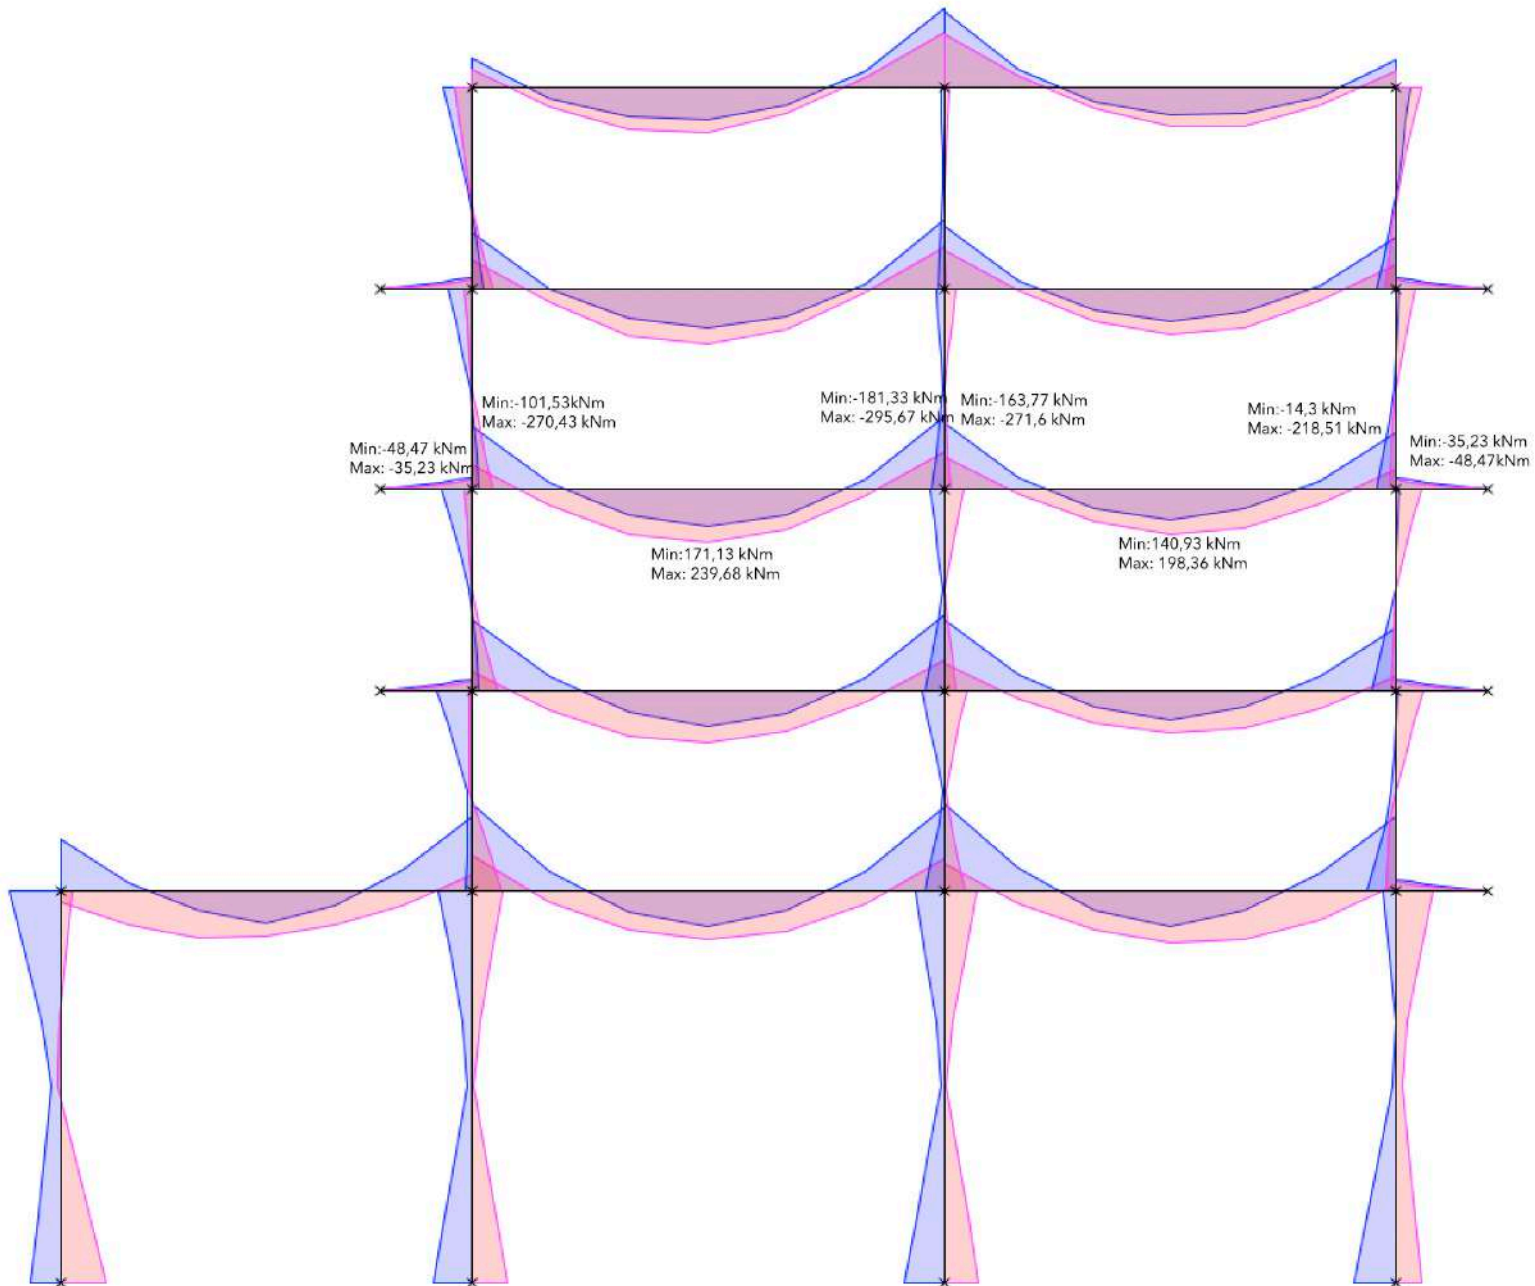 Min:-101,53kNm
Max: -270,43 kNm
Min:-181,33 kNm
Max: -295,67 kNm
Min:-163,77 kNm
Max: -271,6 kNm
Min:-14,3 kNm
Max: -218,51 kNm
Min:-48,47 kNm
Max: -35,23 kNm
Min:-35,23 kNm
Max: -48,47kNm
Min:171,13 kNm
Max: 239,68 kNm
Min:140,93 kNm
Max: 198,36 kNm